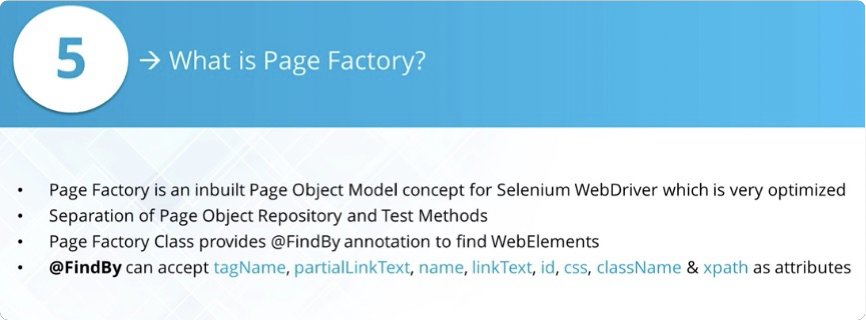 5
→ What is Page Factory?
• Page Factory is an inbuilt Page Object Model concept for Selenium WebDriver which is very optimized
• Separation of Page Object Repository and Test Methods
• Page Factory Class provides @FindBy annotation to find WebElements
• @FindBy can accept tagName, partialLinkText, name, linkText, id, css, className & xpath as attributes